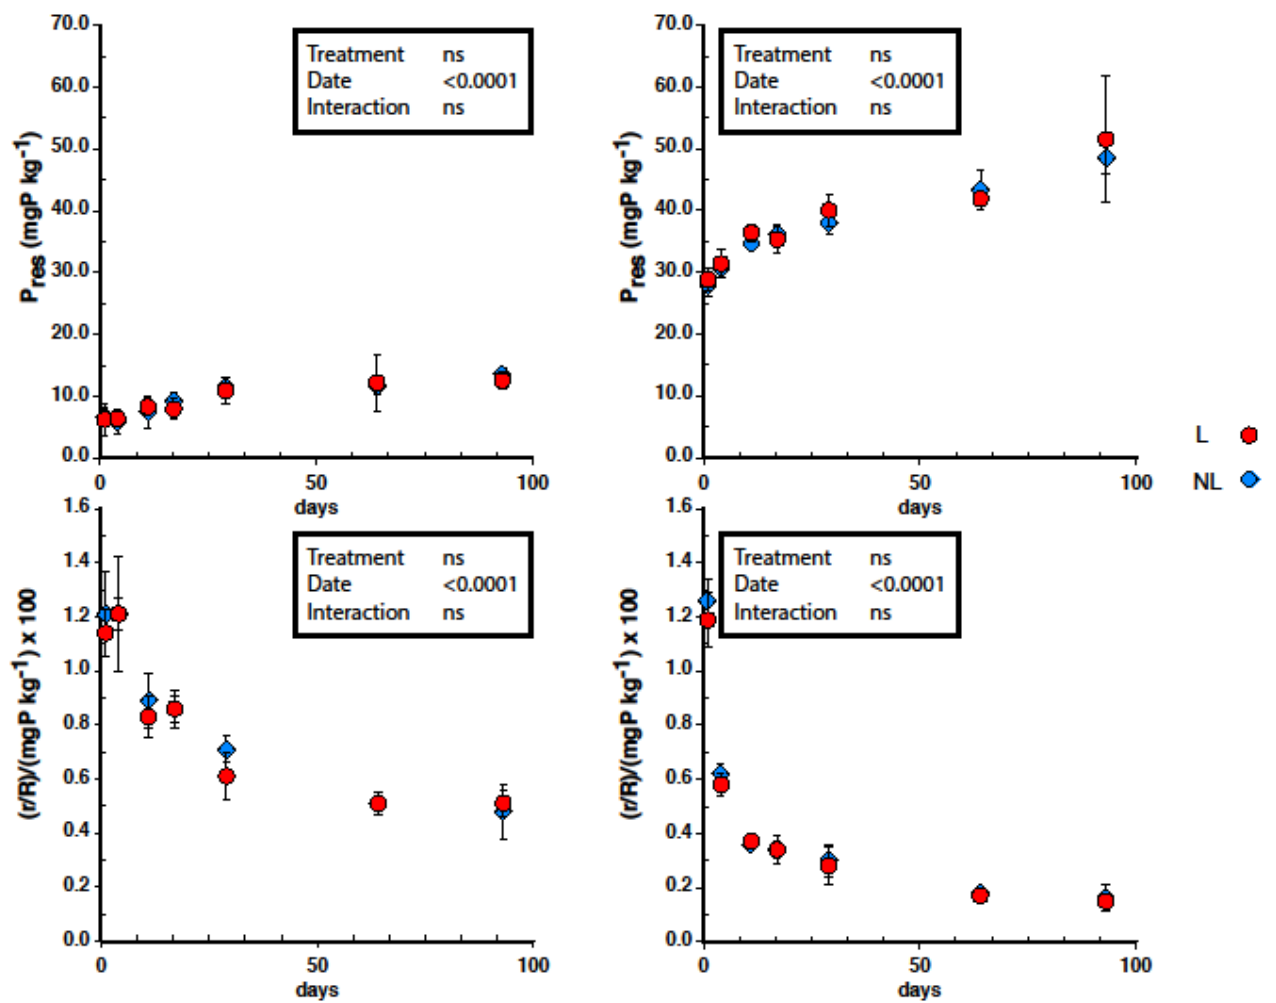 70.0
60.0
50.0
40.0
30.0
20.0
10.0
0.0
Pres (mgP kg-1)
Treatment ns
Date <0.0001
Interaction ns
0 50 100
days
70.0
60.0
50.0
40.0
30.0
20.0
10.0
0.0
Pres (mgP kg-1)
Treatment ns
Date <0.0001
Interaction ns
0 50 100
days
L
NL
1.6
1.4
1.2
1.0
0.8
0.6
0.4
0.2
0.0
(r/R)/(mgP kg-1) x 100
Treatment ns
Date <0.0001
Interaction ns
0 50 100
days
1.6
1.4
1.2
1.0
0.8
0.6
0.4
0.2
0.0
(r/R)/(mgP kg-1) x 100
Treatment ns
Date <0.0001
Interaction ns
0 50 100
days